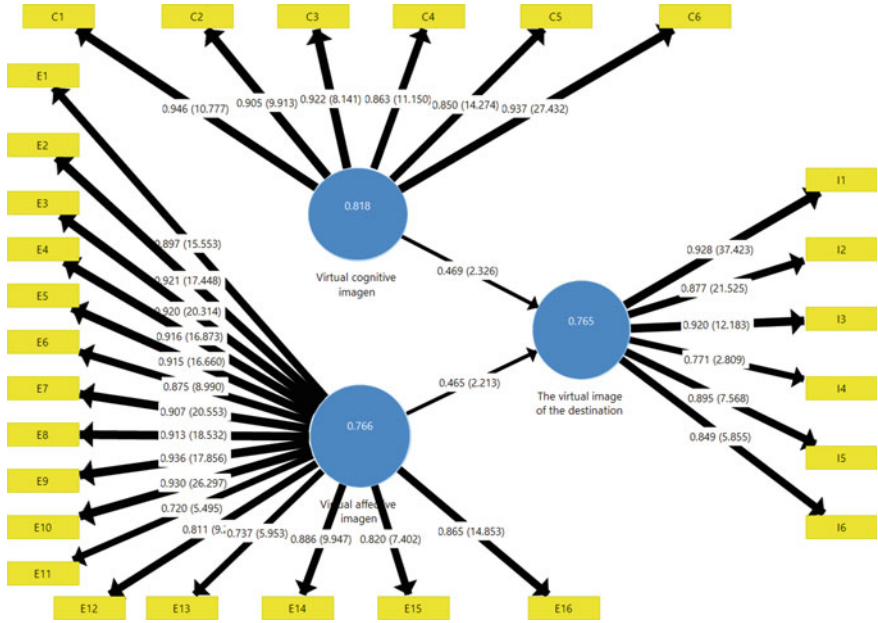 C1
C2
C3
C4
C5
C6
E1
0.946 (10.777)
0.905 (9.913)
0.922 (8.141)
0.863 (11.150)
0.850 (14.274)
0.937 (27.432)
E2
E3
E4
E5
E6
E7
E8
E9
E10
E11
E12
E13
E14
E15
E16
0.818
Virtual cognitive
imagen
0.897 (15.553)
0.921 (17.448)
0.920 (20.314)
0.916 (16.873)
0.915 (16.660)
0.875 (8.990)
0.907 (20.553)
0.913 (18.532)
0.936 (17.856)
0.930 (26.297)
0.720 (5.495)
0.811
0.737 (5.953)
0.886 (9.947)
0.820 (7.402)
0.865 (14.853)
0.766
Virtual affective
imagen
0.469 (2.326)
0.465 (2.213)
0.765
The virtual image
of the destination
0.928 (37.423)
0.877 (21.525)
0.920 (12.183)
0.771 (2.809)
0.895 (7.568)
0.849 (5.855)
I1
I2
I3
I4
I5
I6